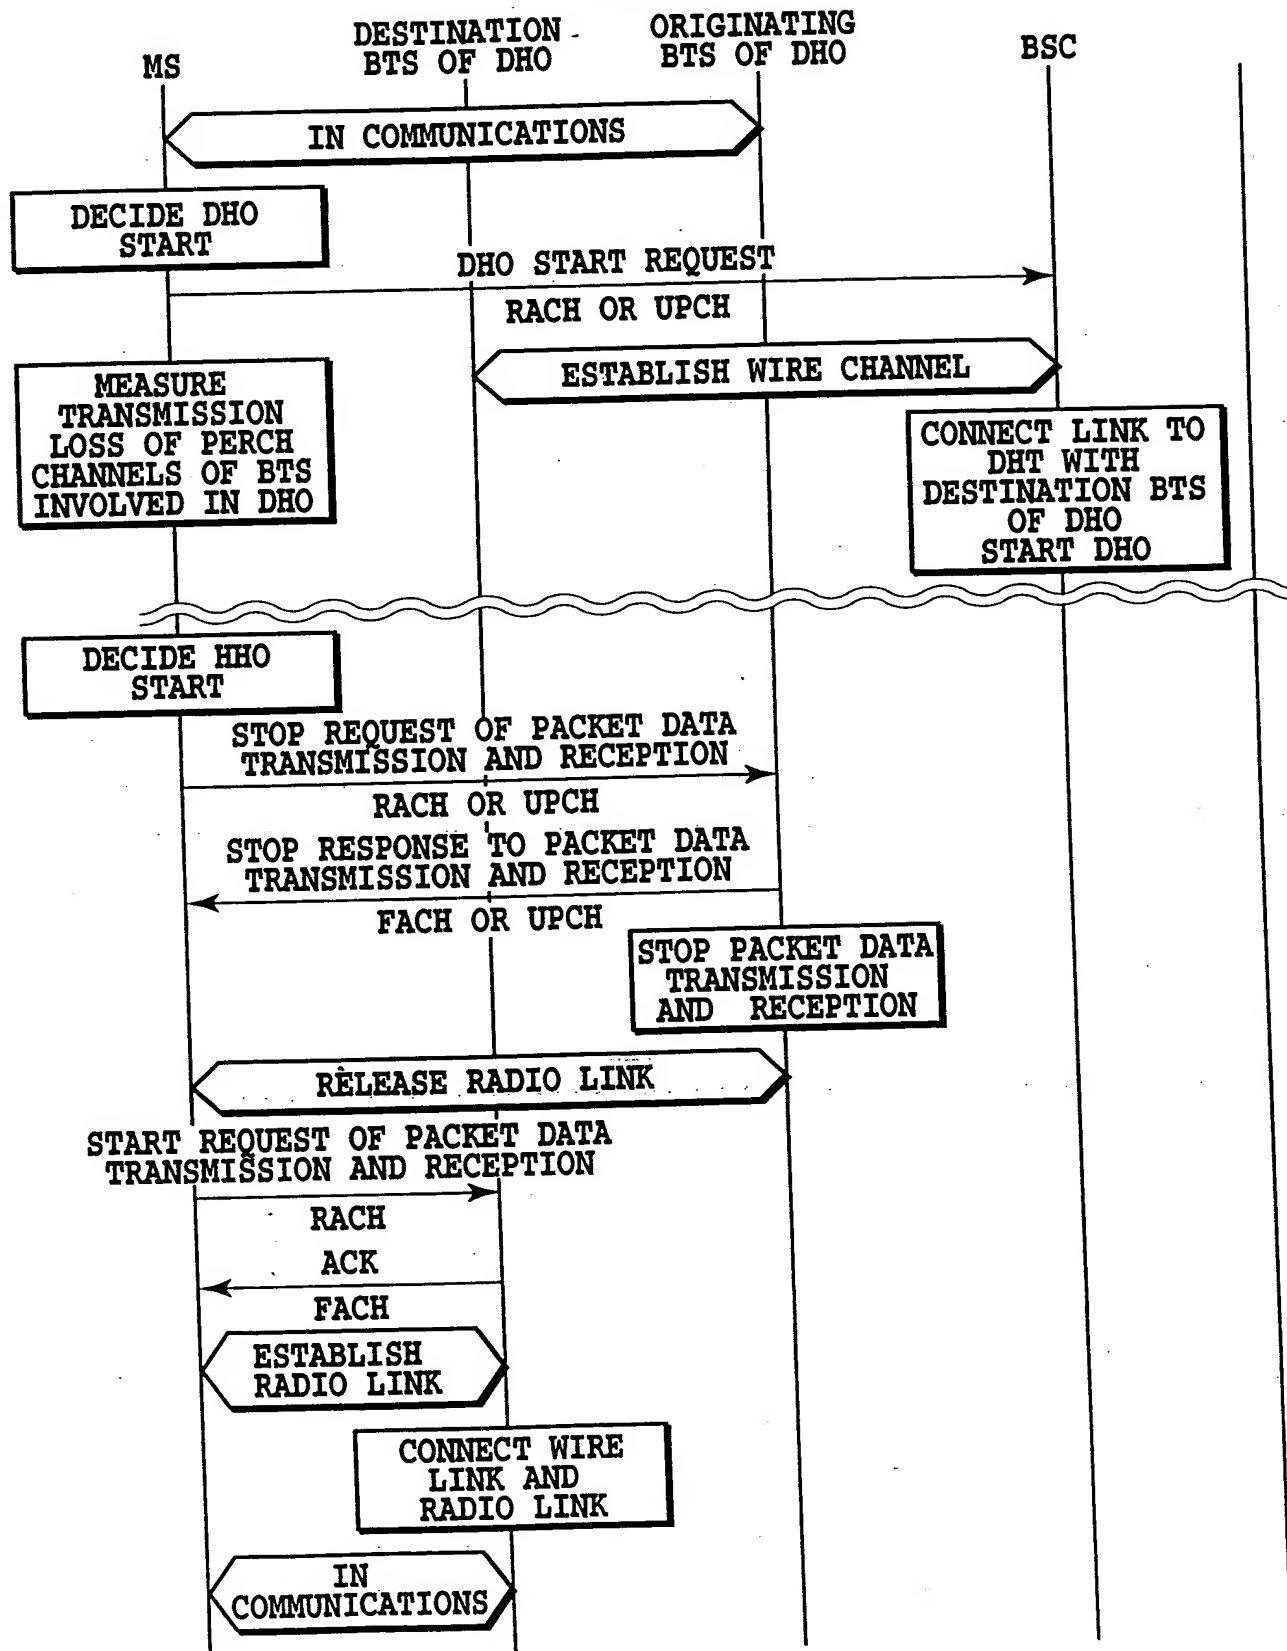 MS
DESTINATION
BTS OF DHO
ORIGINATING
BTS OF DHO
BSC
IN COMMUNICATIONS
DECIDE DHO
START
DHO START REQUEST
RACH OR UPCH
ESTABLISH WIRE CHANNEL
MEASURE
TRANSMISSION
LOSS OF PERCH
CHANNELS OF BTS
INVOLVED IN DHO
CONNECT LINK TO
DHT WITH
DESTINATION BTS
OF DHO
START DHO
DECIDE HHO
START
STOP REQUEST OF PACKET DATA
TRANSMISSION AND RECEPTION
RACH OR UPCH
STOP RESPONSE TO PACKET DATA
TRANSMISSION AND RECEPTION
FACH OR UPCH
STOP PACKET DATA
TRANSMISSION
AND RECEPTION
RELEASE RADIO LINK
START REQUEST OF PACKET DATA
TRANSMISSION AND RECEPTION
RACH
ACK
FACH
ESTABLISH
RADIO LINK
CONNECT WIRE
LINK AND
RADIO LINK
IN
COMMUNICATIONS